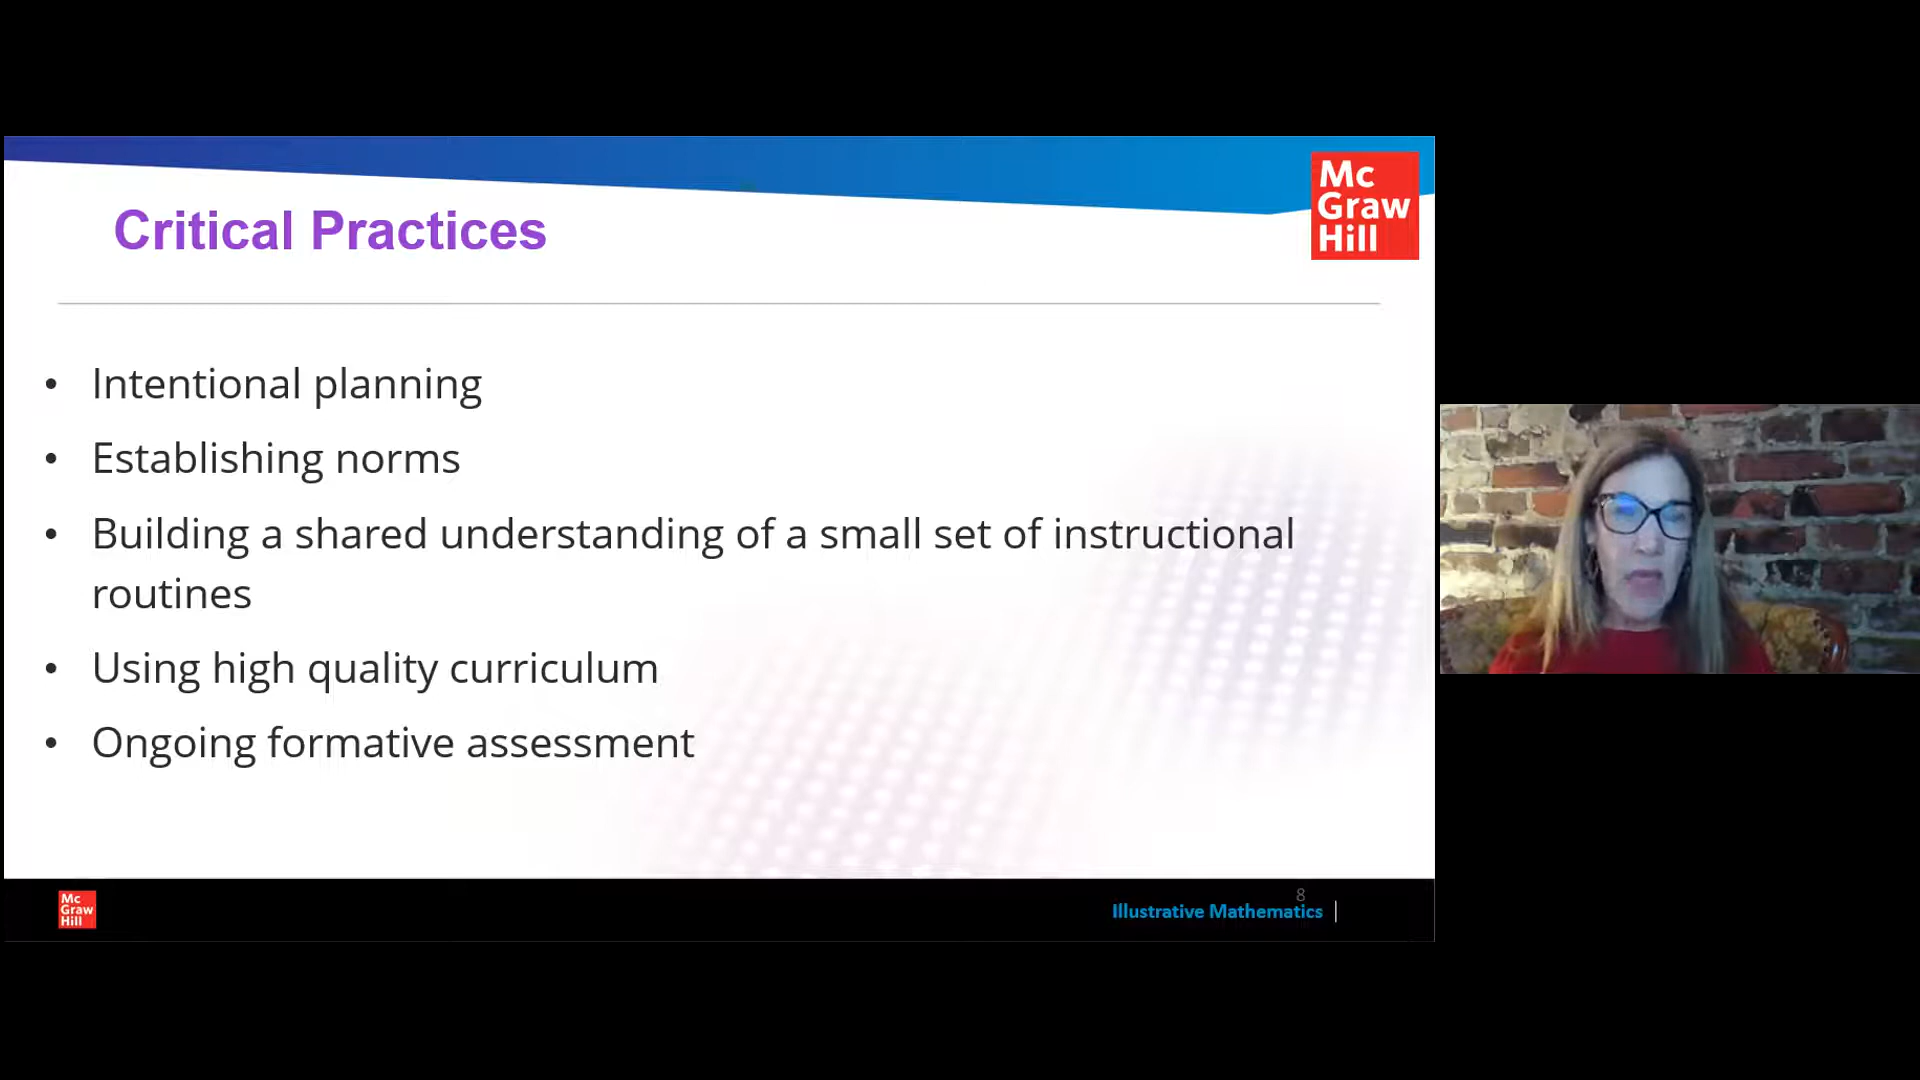 Mc
Graw
Hill
Critical Practices
• Intentional planning
• Establishing norms
• Building a shared understanding of a small set of instructional
routines
• Using high quality curriculum
• Ongoing formative assessment
Mc
Graw
Hill
8
Illustrative Mathematics |